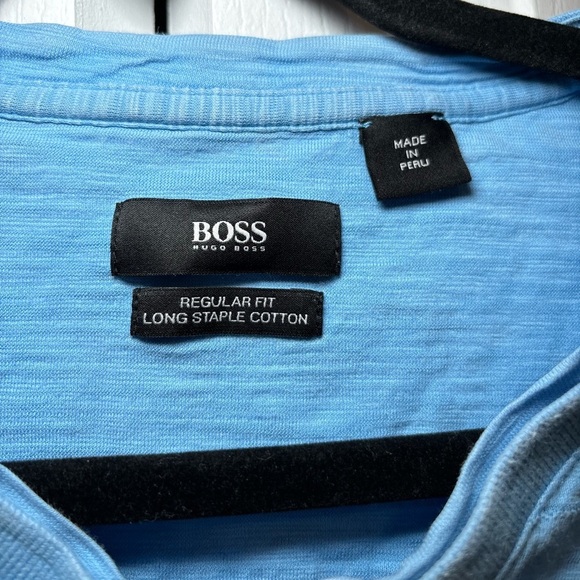 MADE
IN
PERU
BOSS
HUGO BOSS
REGULAR FIT
LONG STAPLE COTTON